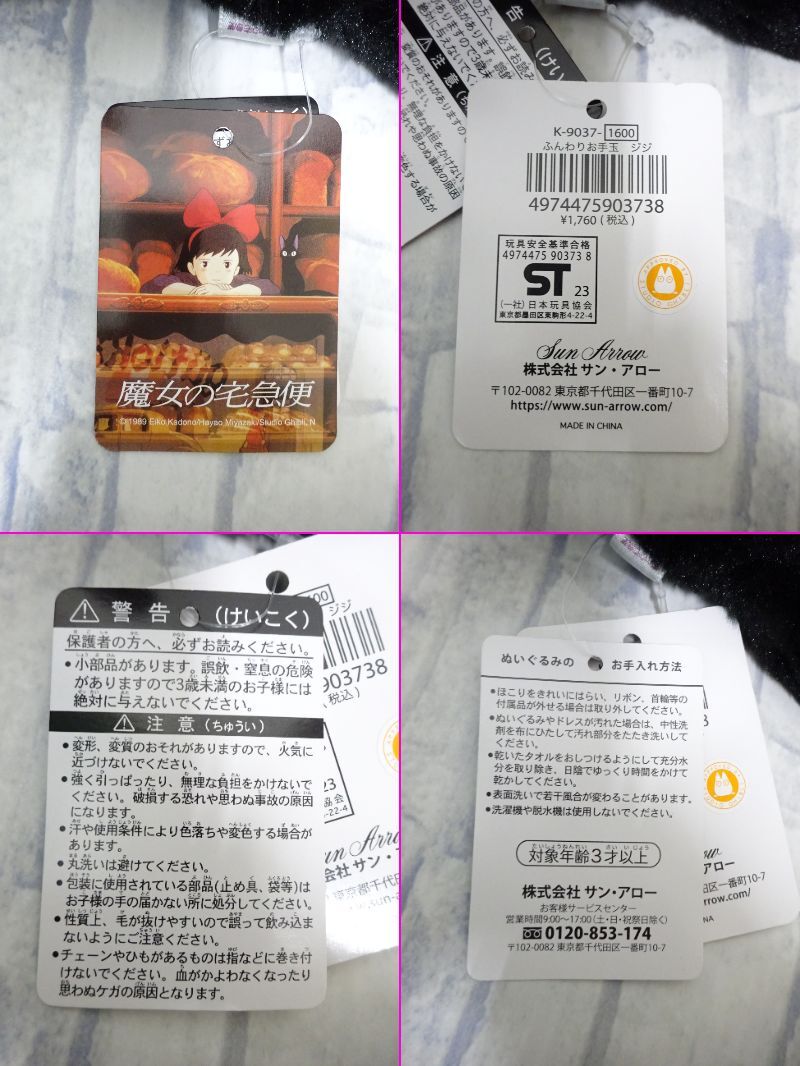 魔女の宅急便
©1989 Eiko Kadono/Hayao Miyazaki/Studio Ghibli, N
K-9037- 1600
ふんわりお手玉 ジジ
4974475903738
¥1,760(税込)
玩具安全基準合格
4974475 90373 8
ST 23
(一社)日本玩具協会
東京都墨田区東駒形4-22-4
Sun Arrow
株式会社 サン・アロー
〒102-0082 東京都千代田区一番町10-7
https://www.sun-arrow.com/
MADE IN CHINA
警告 (けいこく)
保護者の方へ、必ずお読みください。
●小部品があります。誤飲・窒息の危険
がありますので3歳未満のお子様には
絶対に与えないでください。
注意(ちゅうい)
●変形、変質のおそれがありますので、火気に
近づけないでください。
●強く引っぱったり、無理な負担をかけないで
ください。破損する恐れや思わぬ事故の原因
になります。
●汗や使用条件により色落ちや変色する場合が
あります。
●丸洗いは避けてください。
●包装に使用されている部品(止め具、袋等)は
お子様の手の届かない所に処分してください。
●性質上、毛が抜けやすいので誤って飲み込ま
ないようにご注意ください。
●チェーンやひもがあるものは指などに巻き付
けないでください。血がかよわなくなったり
思わぬケガの原因となります。
ぬいぐるみの お手入れ方法
●ほこりをきれいにはらい、リボン、首輪等の
付属品が外せる場合は取り外してください。
●ぬいぐるみやドレスが汚れた場合は、中性洗
剤を布にひたして汚れ部分をたたき洗いして
ください。
●乾いたタオルをおしつけるようにして充分水
分を取り除き、日陰でゆっくり時間をかけて
乾かしてください。
●表面洗いで若干風合が変わることがあります。
●洗濯機や脱水機は使用しないでください。
対象年齢3才以上
株式会社 サン・アロー
お客様サービスセンター
営業時間9:00〜17:00(土・日・祝祭日除く)
0120-853-174
〒102-0082 東京都千代田区一番町10-7